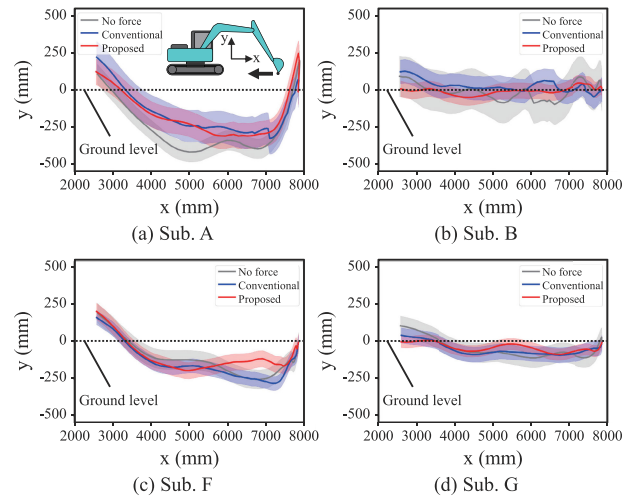 No force
Conventional
Proposed
y
x
500
250
0
-250
-500
y (mm)
Ground level
2000 3000 4000 5000 6000 7000 8000
x (mm)
(a) Sub. A
No force
Conventional
Proposed
500
250
0
-250
-500
y (mm)
Ground level
2000 3000 4000 5000 6000 7000 8000
x (mm)
(b) Sub. B
No force
Conventional
Proposed
500
250
0
-250
-500
y (mm)
Ground level
2000 3000 4000 5000 6000 7000 8000
x (mm)
(c) Sub. F
No force
Conventional
Proposed
500
250
0
-250
-500
y (mm)
Ground level
2000 3000 4000 5000 6000 7000 8000
x (mm)
(d) Sub. G